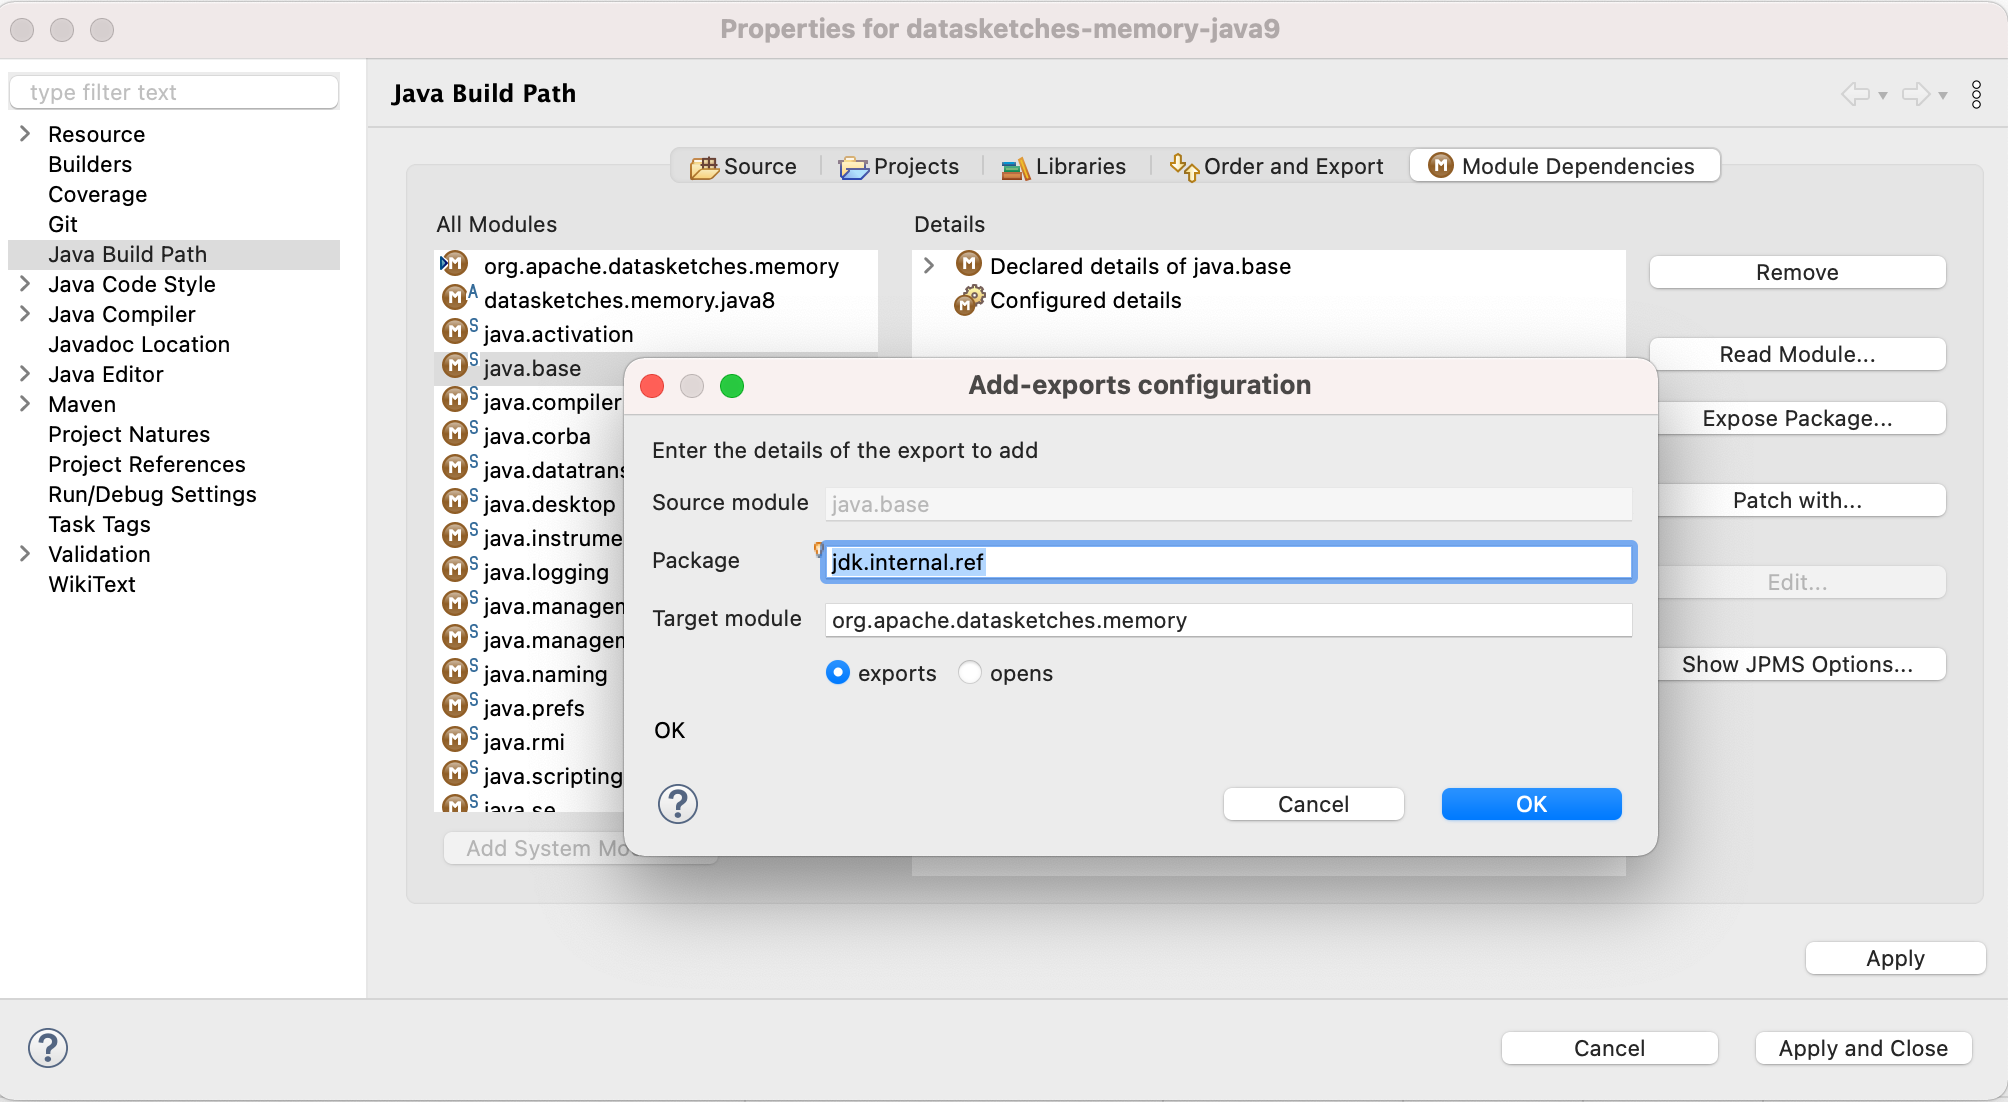 Properties for datasketches-memory-java9
type filter text
Resource
Builders
Coverage
Git
Java Build Path
Java Code Style
Java Compiler
Javadoc Location
Java Editor
Maven
Project Natures
Project References
Run/Debug Settings
Task Tags
Validation
WikiText
Java Build Path
Source
Projects
Libraries
Order and Export
Module Dependencies
All Modules
org.apache.datasketches.memory
datasketches.memory.java8
java.activation
java.base
java.compiler
java.corba
java.datatrans
java.desktop
java.instrume
java.logging
java.managem
java.managem
java.naming
java.prefs
java.rmi
java.scripting
java.se
Add System Mo
Details
Declared details of java.base
Configured details
Remove
Read Module...
Expose Package...
Patch with...
Edit...
Show JPMS Options...
Add-exports configuration
Enter the details of the export to add
Source module java.base
Package jdk.internal.ref
Target module org.apache.datasketches.memory
exports opens
OK
Cancel
OK
Apply
Cancel
Apply and Close